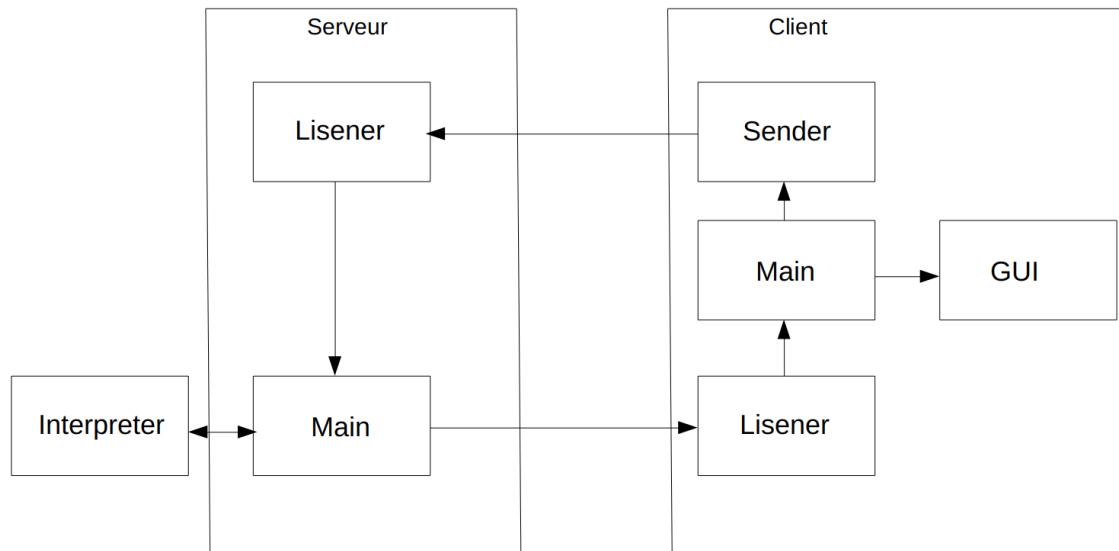 Serveur
Client
Lisener
Sender
Main
GUI
Interpreter
Main
Lisener